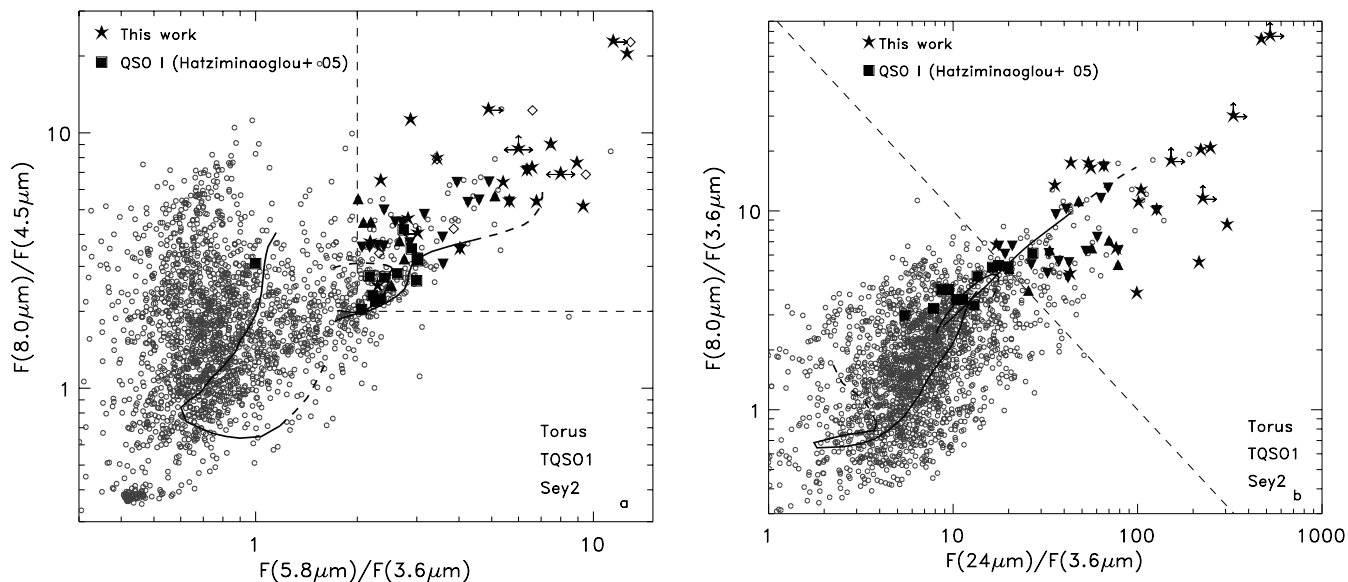 ★ This work
■ QSO I (Hatziminaoglou+ 05)
10
1
F(8.0μm)/F(4.5μm)
Torus
TQSO1
Sey2
a
1
10
F(5.8μm)/F(3.6μm)
★ This work
■ QSO I (Hatziminaoglou+ 05)
10
1
F(8.0μm)/F(3.6μm)
Torus
TQSO1
Sey2
b
1
10
100
1000
F(24μm)/F(3.6μm)